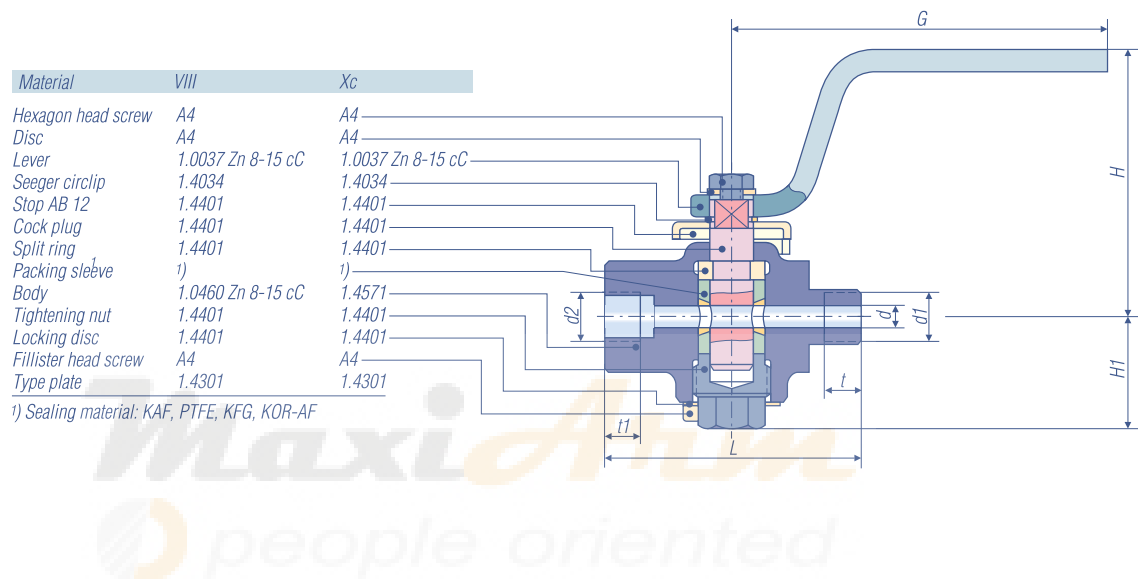 G
Material VIII Xc
Hexagon head screw A4 A4
Disc A4 A4
Lever 1.0037 Zn 8-15 cC 1.0037 Zn 8-15 cC
Seeger circlip 1.4034 1.4034
Stop AB 12 1.4401 1.4401
Cock plug 1.4401 1.4401
Split ring 1.4401 1.4401
1
Packing sleeve 1) 1)
Body 1.0460 Zn 8-15 cC 1.4571
Tightening nut 1.4401 1.4401
Locking disc 1.4401 1.4401
Fillister head screw A4 A4
Type plate 1.4301 1.4301
1) Sealing material: KAF, PTFE, KFG, KOR-AF
H
d2
d
d1
H1
t
t1
L
MaxiArm
people oriented